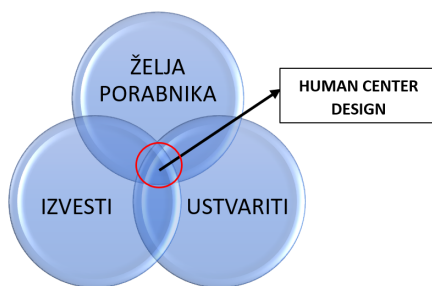 ŽELJA
PORABNIKA
HUMAN CENTER
DESIGN
IZVESTI
USTVARITI